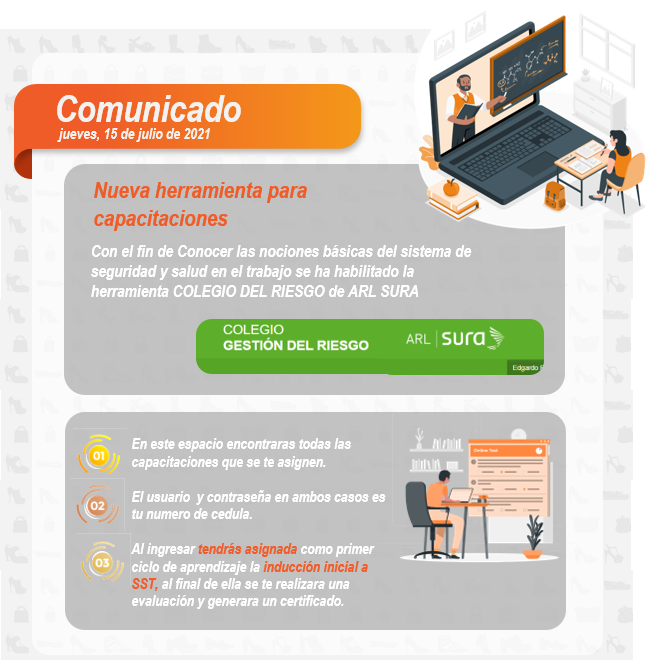 Comunicado
jueves, 15 de julio de 2021
Nueva herramienta para
capacitaciones
Con el fin de Conocer las nociones básicas del sistema de
seguridad y salud en el trabajo se ha habilitado la
herramienta COLEGIO DEL RIESGO de ARL SURA
COLEGIO
GESTIÓN DEL RIESGO
ARL sura
Edgardo
01
En este espacio encontraras todas las
capacitaciones que se te asignen.
02
El usuario y contraseña en ambos casos es
tu numero de cedula.
03
Al ingresar tendrás asignada como primer
ciclo de aprendizaje la inducción inicial a
SST, al final de ella se te realizara una
evaluación y generara un certificado.
Online Test